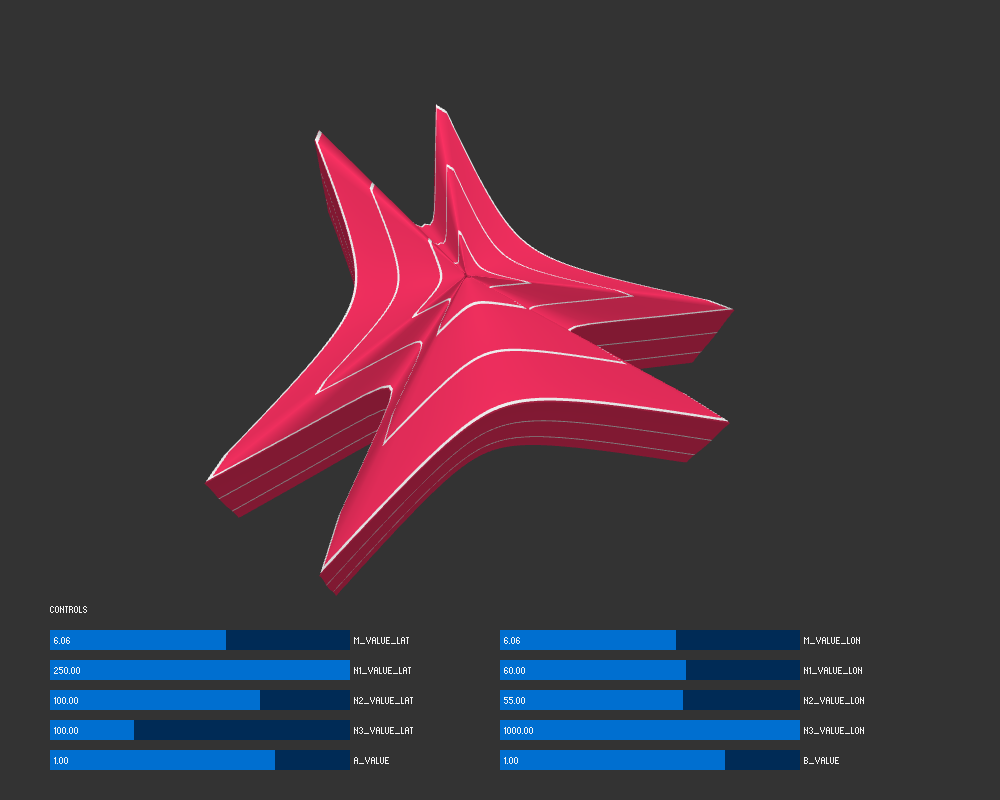 CONTROLS
6.06 M_VALUE_LAT 6.06 M_VALUE_LON
250.00 N1_VALUE_LAT 60.00 N1_VALUE_LON
100.00 N2_VALUE_LAT 55.00 N2_VALUE_LON
100.00 N3_VALUE_LAT 1000.00 N3_VALUE_LON
1.00 A_VALUE 1.00 B_VALUE